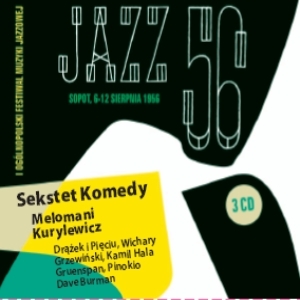 I OGÓLNOPOLSKI FESTIWAL MUZYKI JAZZOWEJ
JAZZ 56
SOPOT, 6-12 SIERPNIA 1956
3 CD
Sekstet Komedy
Melomani
Kurylewicz
Drążek i Pięciu, Wichary
Grzewiński, Kamil Hala
Gruenspan, Pinokio
Dave Burman